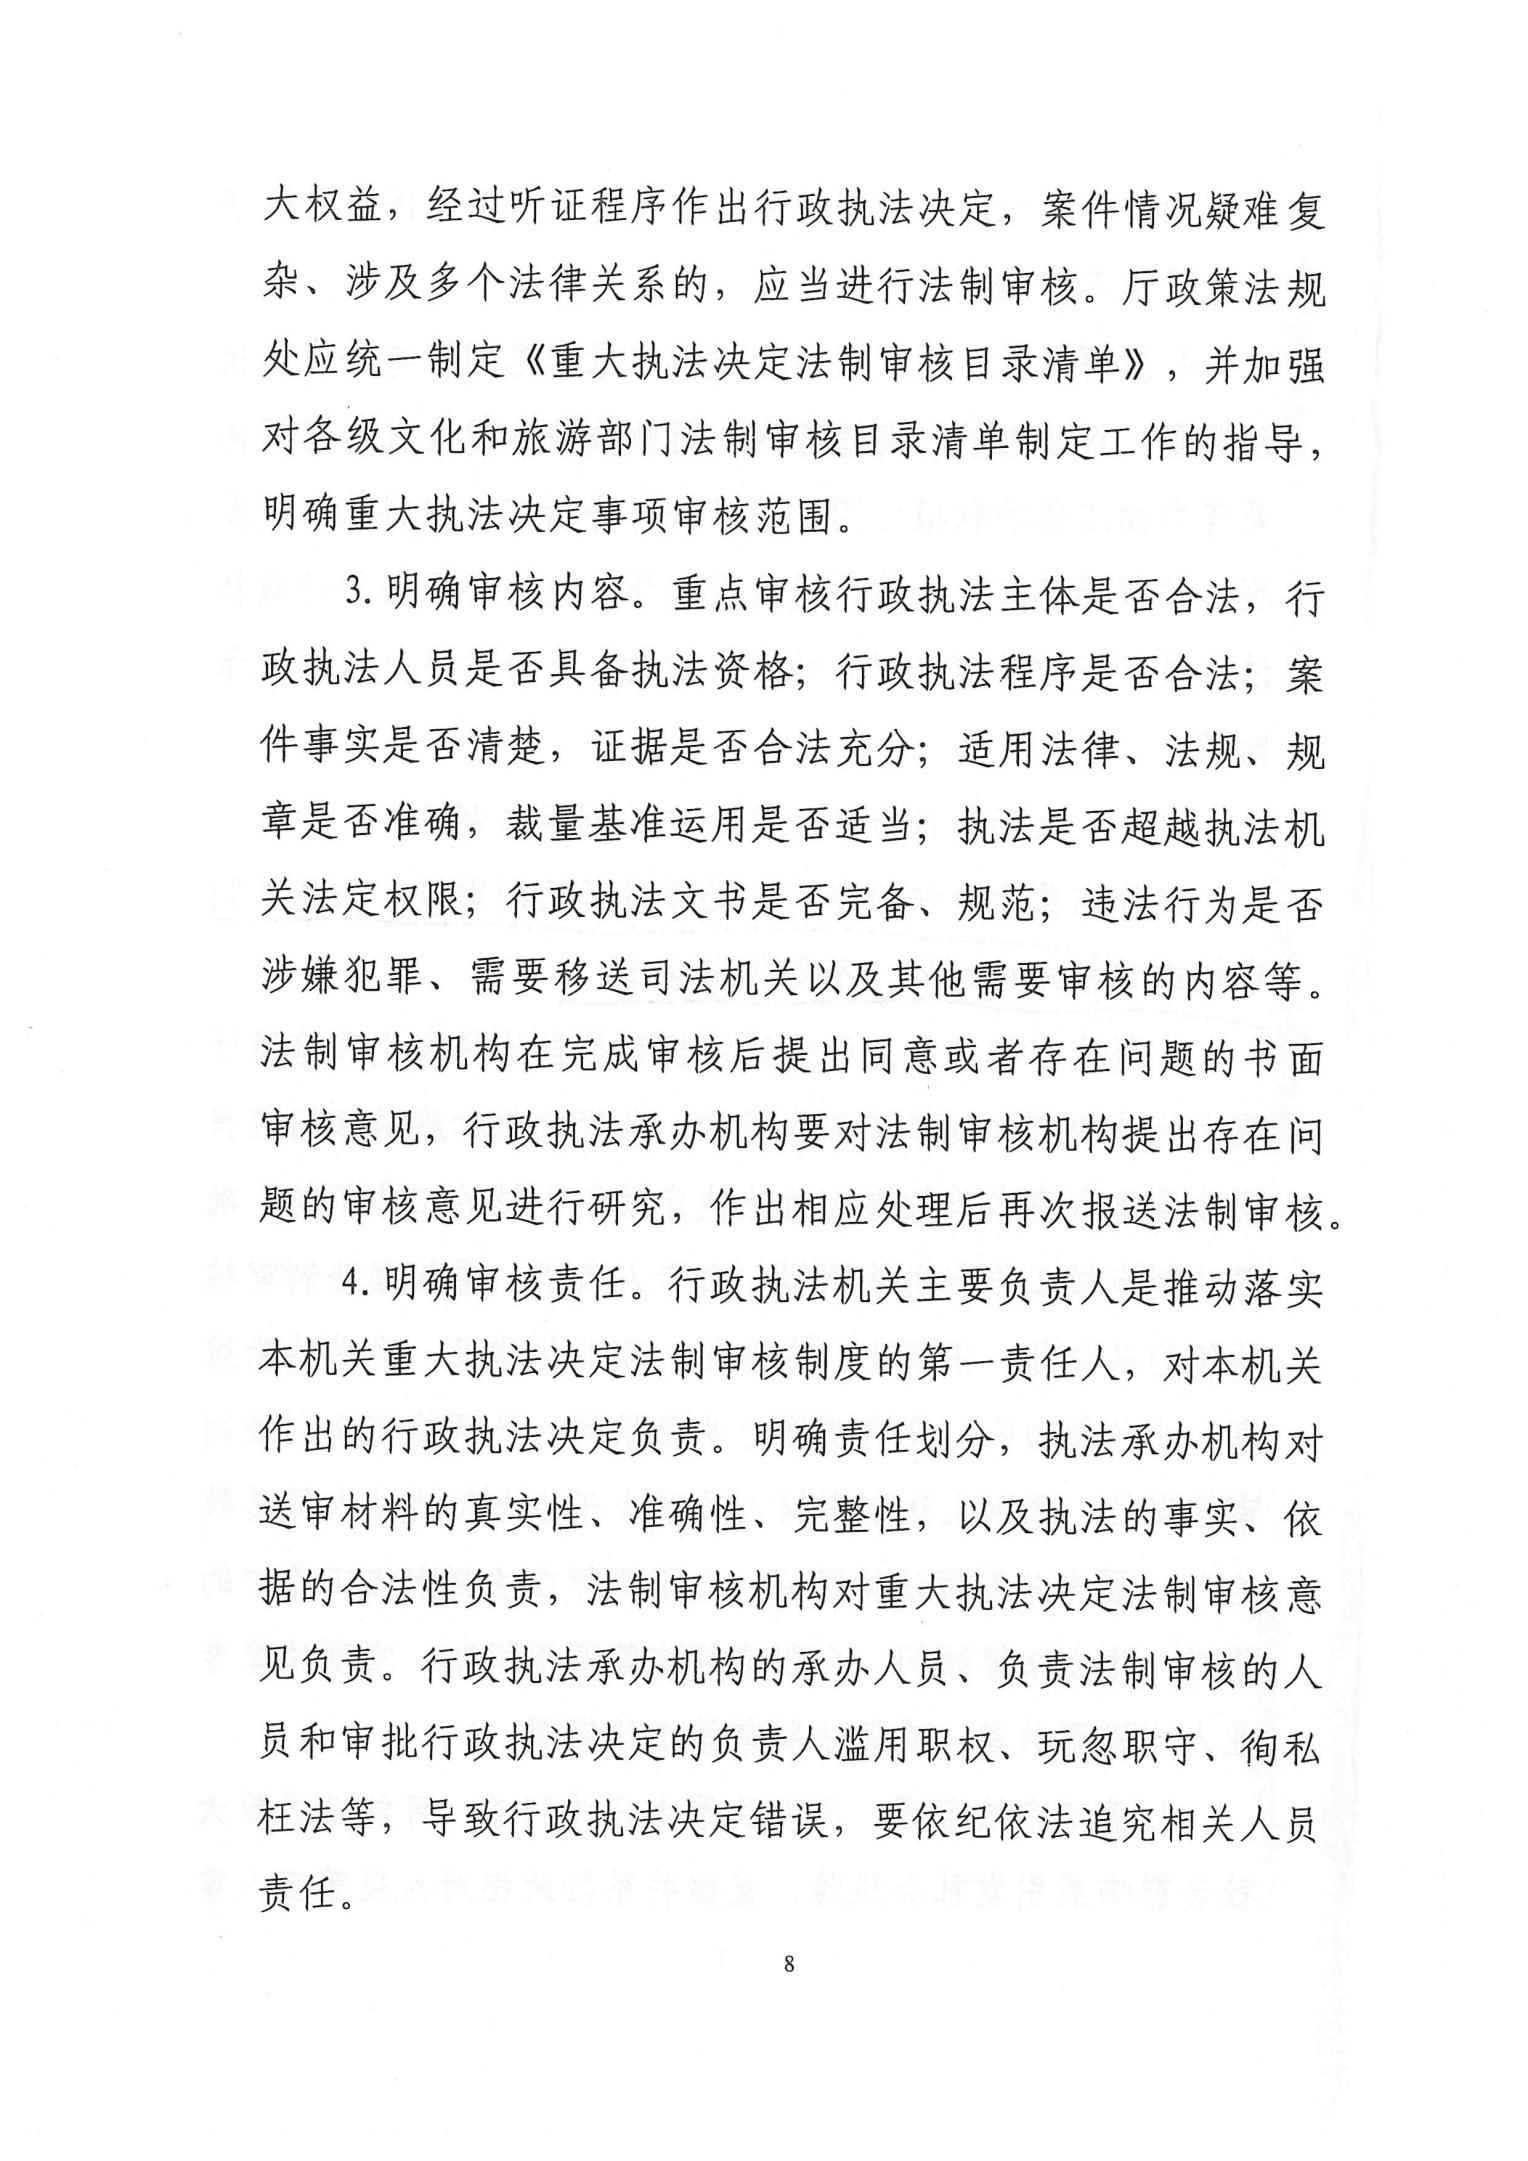 大权益，经过听证程序作出行政执法决定，案件情况疑难复
杂、涉及多个法律关系的，应当进行法制审核。厅政策法规
处应统一制定《重大执法决定法制审核目录清单》，并加强
对各级文化和旅游部门法制审核目录清单制定工作的指导，
明确重大执法决定事项审核范围。
3. 明确审核内容。重点审核行政执法主体是否合法，行
政执法人员是否具备执法资格；行政执法程序是否合法；案
件事实是否清楚，证据是否合法充分；适用法律、法规、规
章是否准确，裁量基准运用是否适当；执法是否超越执法机
关法定权限；行政执法文书是否完备、规范；违法行为是否
涉嫌犯罪、需要移送司法机关以及其他需要审核的内容等。
法制审核机构在完成审核后提出同意或者存在问题的书面
审核意见，行政执法承办机构要对法制审核机构提出存在问
题的审核意见进行研究，作出相应处理后再次报送法制审核。
4. 明确审核责任。行政执法机关主要负责人是推动落实
本机关重大执法决定法制审核制度的第一责任人，对本机关
作出的行政执法决定负责。明确责任划分，执法承办机构对
送审材料的真实性、准确性、完整性，以及执法的事实、依
据的合法性负责，法制审核机构对重大执法决定法制审核意
见负责。行政执法承办机构的承办人员、负责法制审核的人
员和审批行政执法决定的负责人滥用职权、玩忽职守、徇私
枉法等，导致行政执法决定错误，要依纪依法追究相关人员
责任。
8